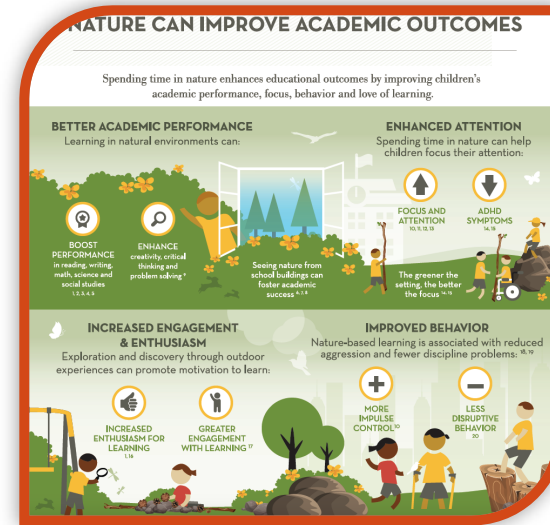 NATURE CAN IMPROVE ACADEMIC OUTCOMES
Spending time in nature enhances educational outcomes by improving children's
academic performance, focus, behavior and love of learning.
BETTER ACADEMIC PERFORMANCE
Learning in natural environments can:
BOOST
PERFORMANCE
in reading, writing,
math, science and
social studies
1, 2, 3, 4, 5
ENHANCE
creativity, critical
thinking and
problem solving
Seeing nature from
school buildings can
foster academic
success
ENHANCED ATTENTION
Spending time in nature can help
children focus their attention:
FOCUS AND
ATTENTION
ADHD
SYMPTOMS
The greener the
setting, the better
the focus
INCREASED ENGAGEMENT
& ENTHUSIASM
Exploration and discovery through outdoor
experiences can promote motivation to learn:
INCREASED
ENTHUSIASM FOR
LEARNING
GREATER
ENGAGEMENT
WITH LEARNING 17
IMPROVED BEHAVIOR
Nature-based learning is associated with reduced
aggression and fewer discipline problems: 18, 19
MORE
IMPULSE
CONTROL
LESS
DISRUPTIVE
BEHAVIOR
20